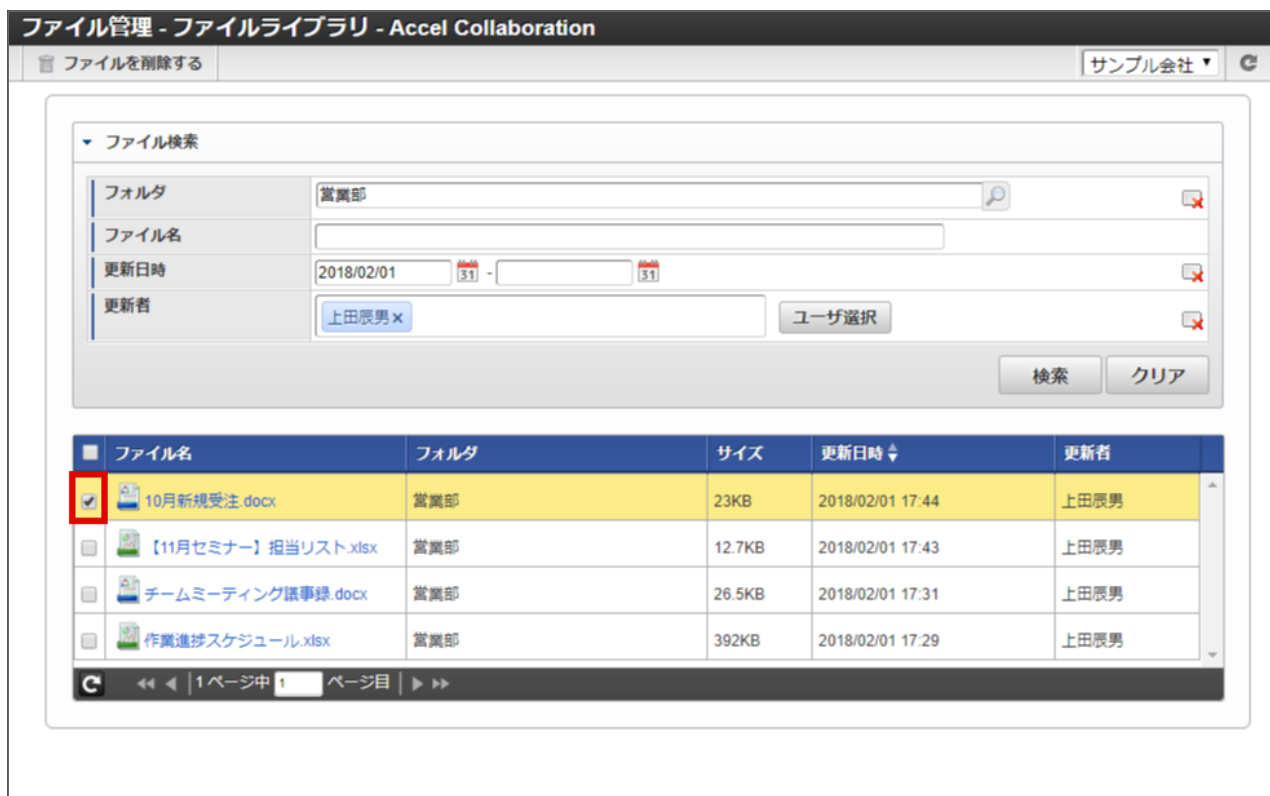 ファイル管理 - ファイルライブラリ - Accel Collaboration
ファイルを削除する サンプル会社
ファイル検索
フォルダ 営業部
ファイル名
更新日時 2018/02/01 31 - 31
更新者 上田辰男 × ユーザ選択
検索 クリア
ファイル名 フォルダ サイズ 更新日時 更新者
10月新規受注.docx 営業部 23KB 2018/02/01 17:44 上田辰男
【11月セミナー】担当リスト.xlsx 営業部 12.7KB 2018/02/01 17:43 上田辰男
チームミーティング議事録.docx 営業部 26.5KB 2018/02/01 17:31 上田辰男
作業進捗スケジュール.xlsx 営業部 392KB 2018/02/01 17:29 上田辰男
1 ページ中 1 ページ目